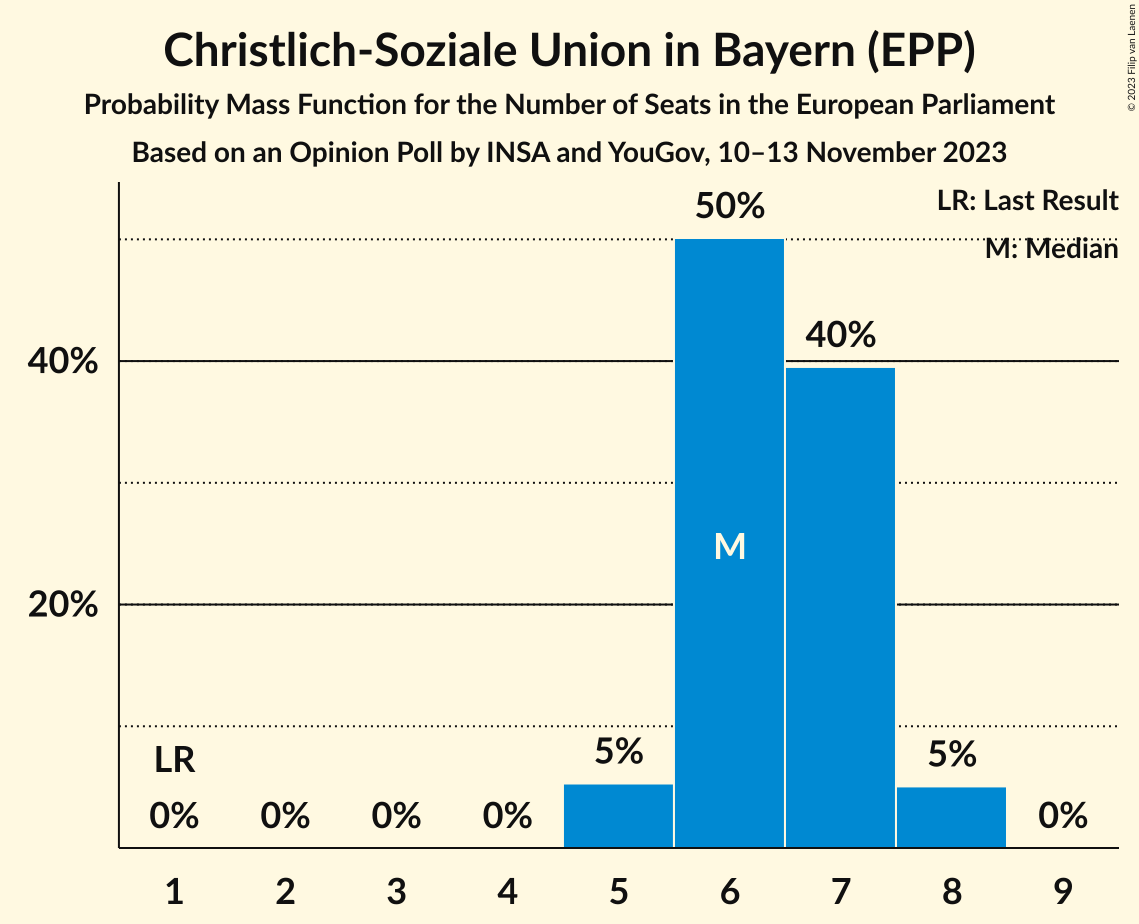 Christlich-Soziale Union in Bayern (EPP)
Probability Mass Function for the Number of Seats in the European Parliament
Based on an Opinion Poll by INSA and YouGov, 10–13 November 2023
© 2023 Filip van Laenen
LR: Last Result
M: Median
50%
40%
40%
20%
M
LR
5%
5%
0%
0%
0%
0%
0%
1 2 3 4 5 6 7 8 9